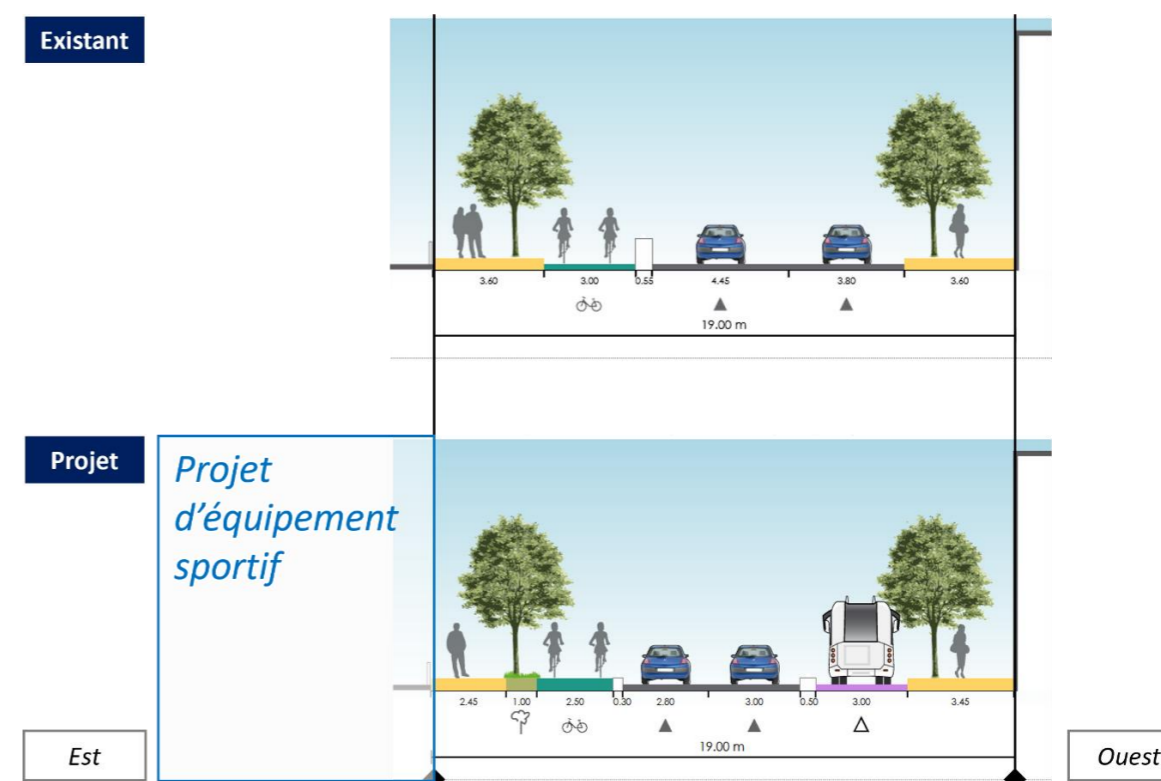 Existant
3.60 3.00 0.55 4.45 3.80 3.60
19.00 m
Projet
Projet
d'équipement
sportif
2.45 1.00 2.50 0.30 2.80 3.00 0.50 3.00 3.45
19.00 m
Est
Ouest